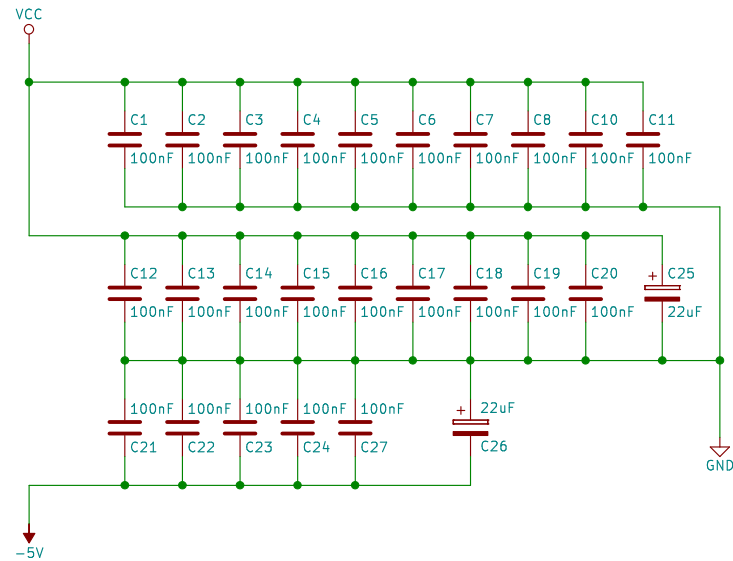 VCC
C1 C2 C3 C4 C5 C6 C7 C8 C10 C11
100nF 100nF 100nF 100nF 100nF 100nF 100nF 100nF 100nF 100nF
C12 C13 C14 C15 C16 C17 C18 C19 C20 + C25
100nF 100nF 100nF 100nF 100nF 100nF 100nF 100nF 100nF 22uF
100nF 100nF 100nF 100nF 100nF + 22uF
C21 C22 C23 C24 C27 C26
GND
-5V